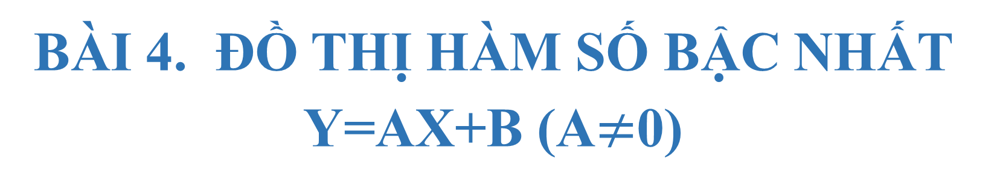 BÀI 4. ĐỒ THỊ HÀM SỐ BẬC NHẤT
Y=AX+B (A≠0)